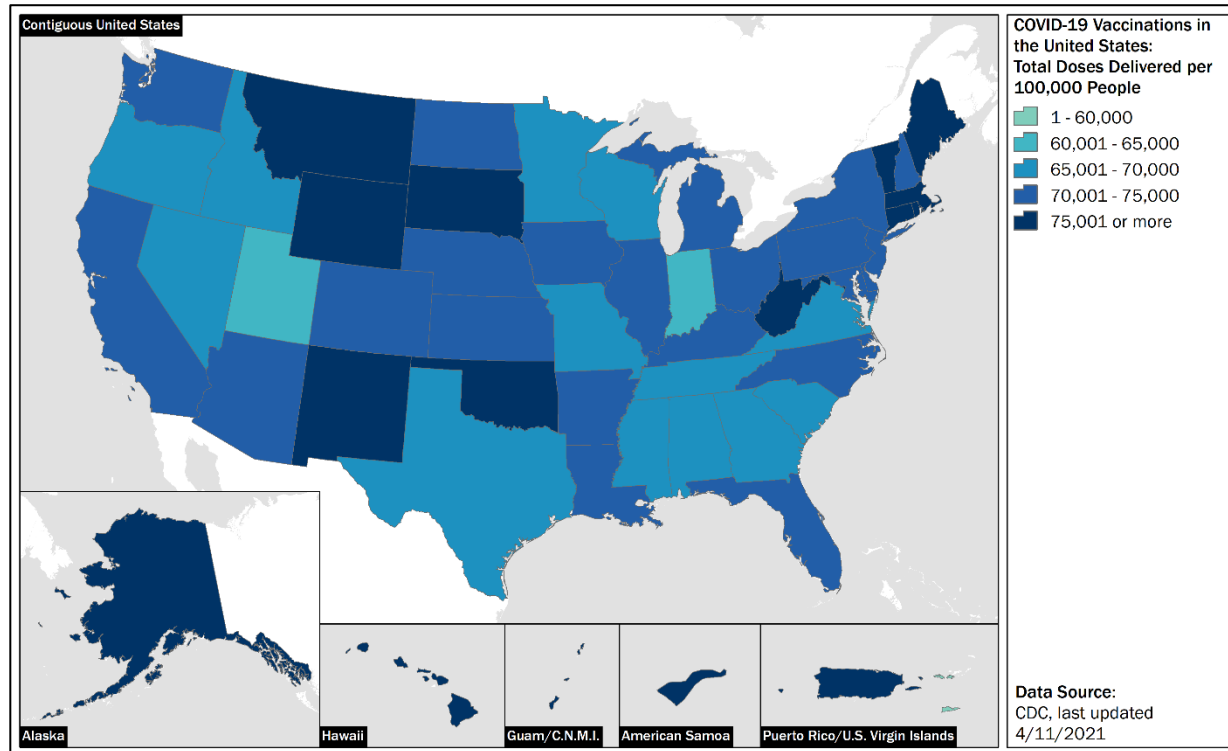 Contiguous United States
COVID-19 Vaccinations in
the United States:
Total Doses Delivered per
100,000 People
1 - 60,000
60,001 - 65,000
65,001 - 70,000
70,001 - 75,000
75,001 or more
Alaska
Hawaii
Guam/C.N.M.I.
American Samoa
Puerto Rico/U.S. Virgin Islands
Data Source:
CDC, last updated
4/11/2021